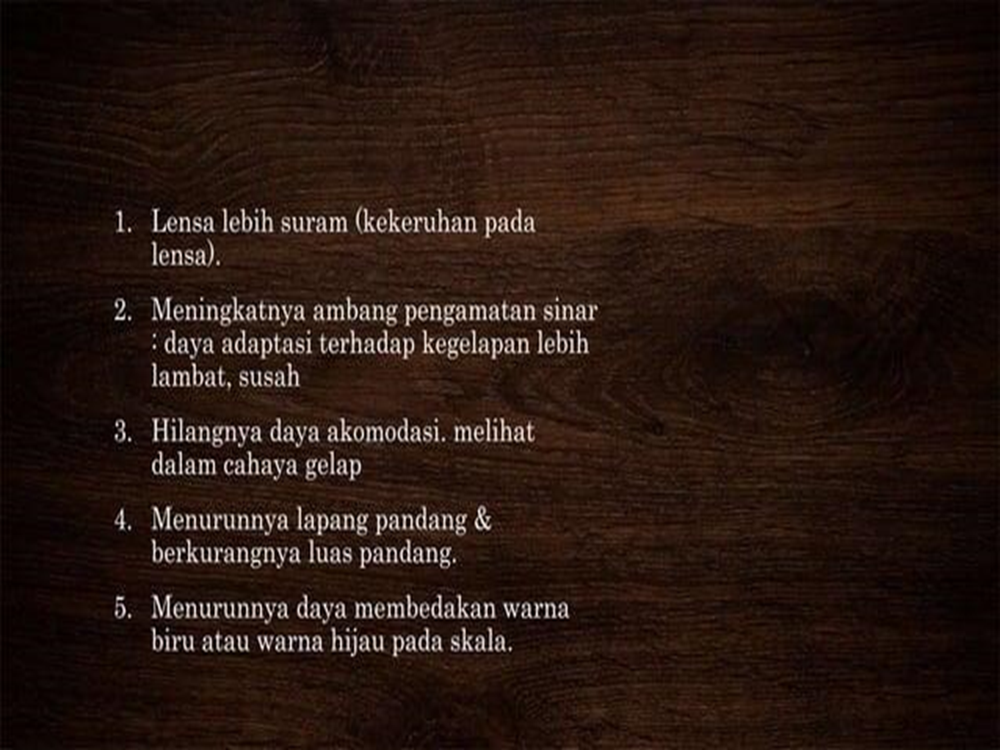 1. Lensa lebih suram (kekeruhan pada
lensa).
2. Meningkatnya ambang pengamatan sinar
: daya adaptasi terhadap kegelapan lebih
lambat, susah
3. Hilangnya daya akomodasi. melihat
dalam cahaya gelap
4. Menurunnya lapang pandang &
berkurangnya luas pandang.
5. Menurunnya daya membedakan warna
biru atau warna hijau pada skala.